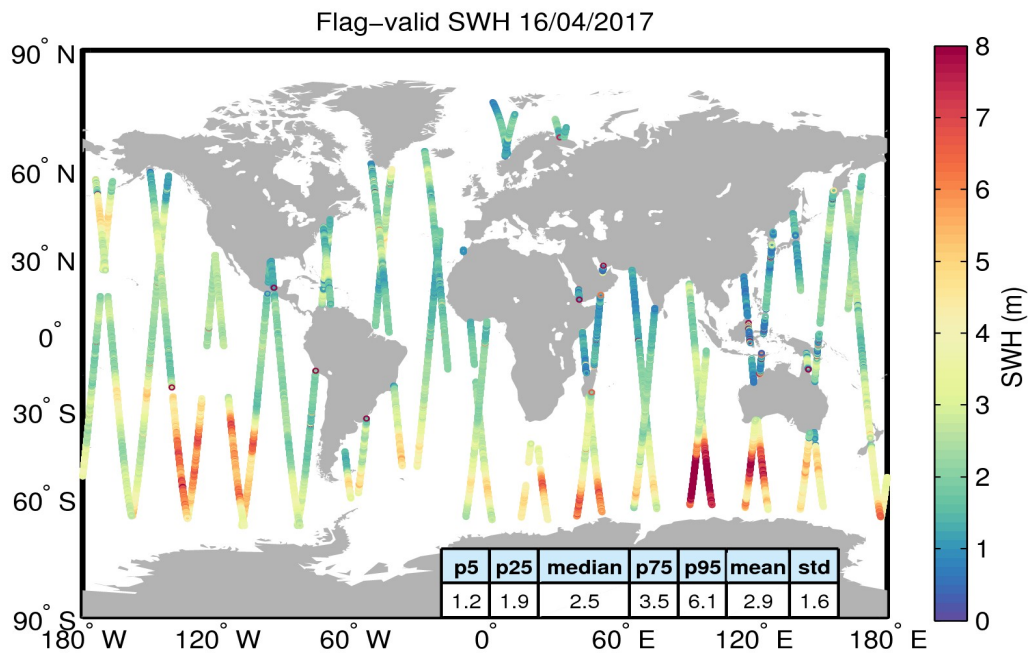 Flag−valid SWH 16/04/2017
90° N
60° N
30° N
0°
30° S
60° S
90° S
180° W
120° W
60° W
0°
60° E
120° E
180° E
p5 p25 median p75 p95 mean std
1.2 1.9 2.5 3.5 6.1 2.9 1.6
8
7
6
5
4
3
2
1
0
SWH (m)